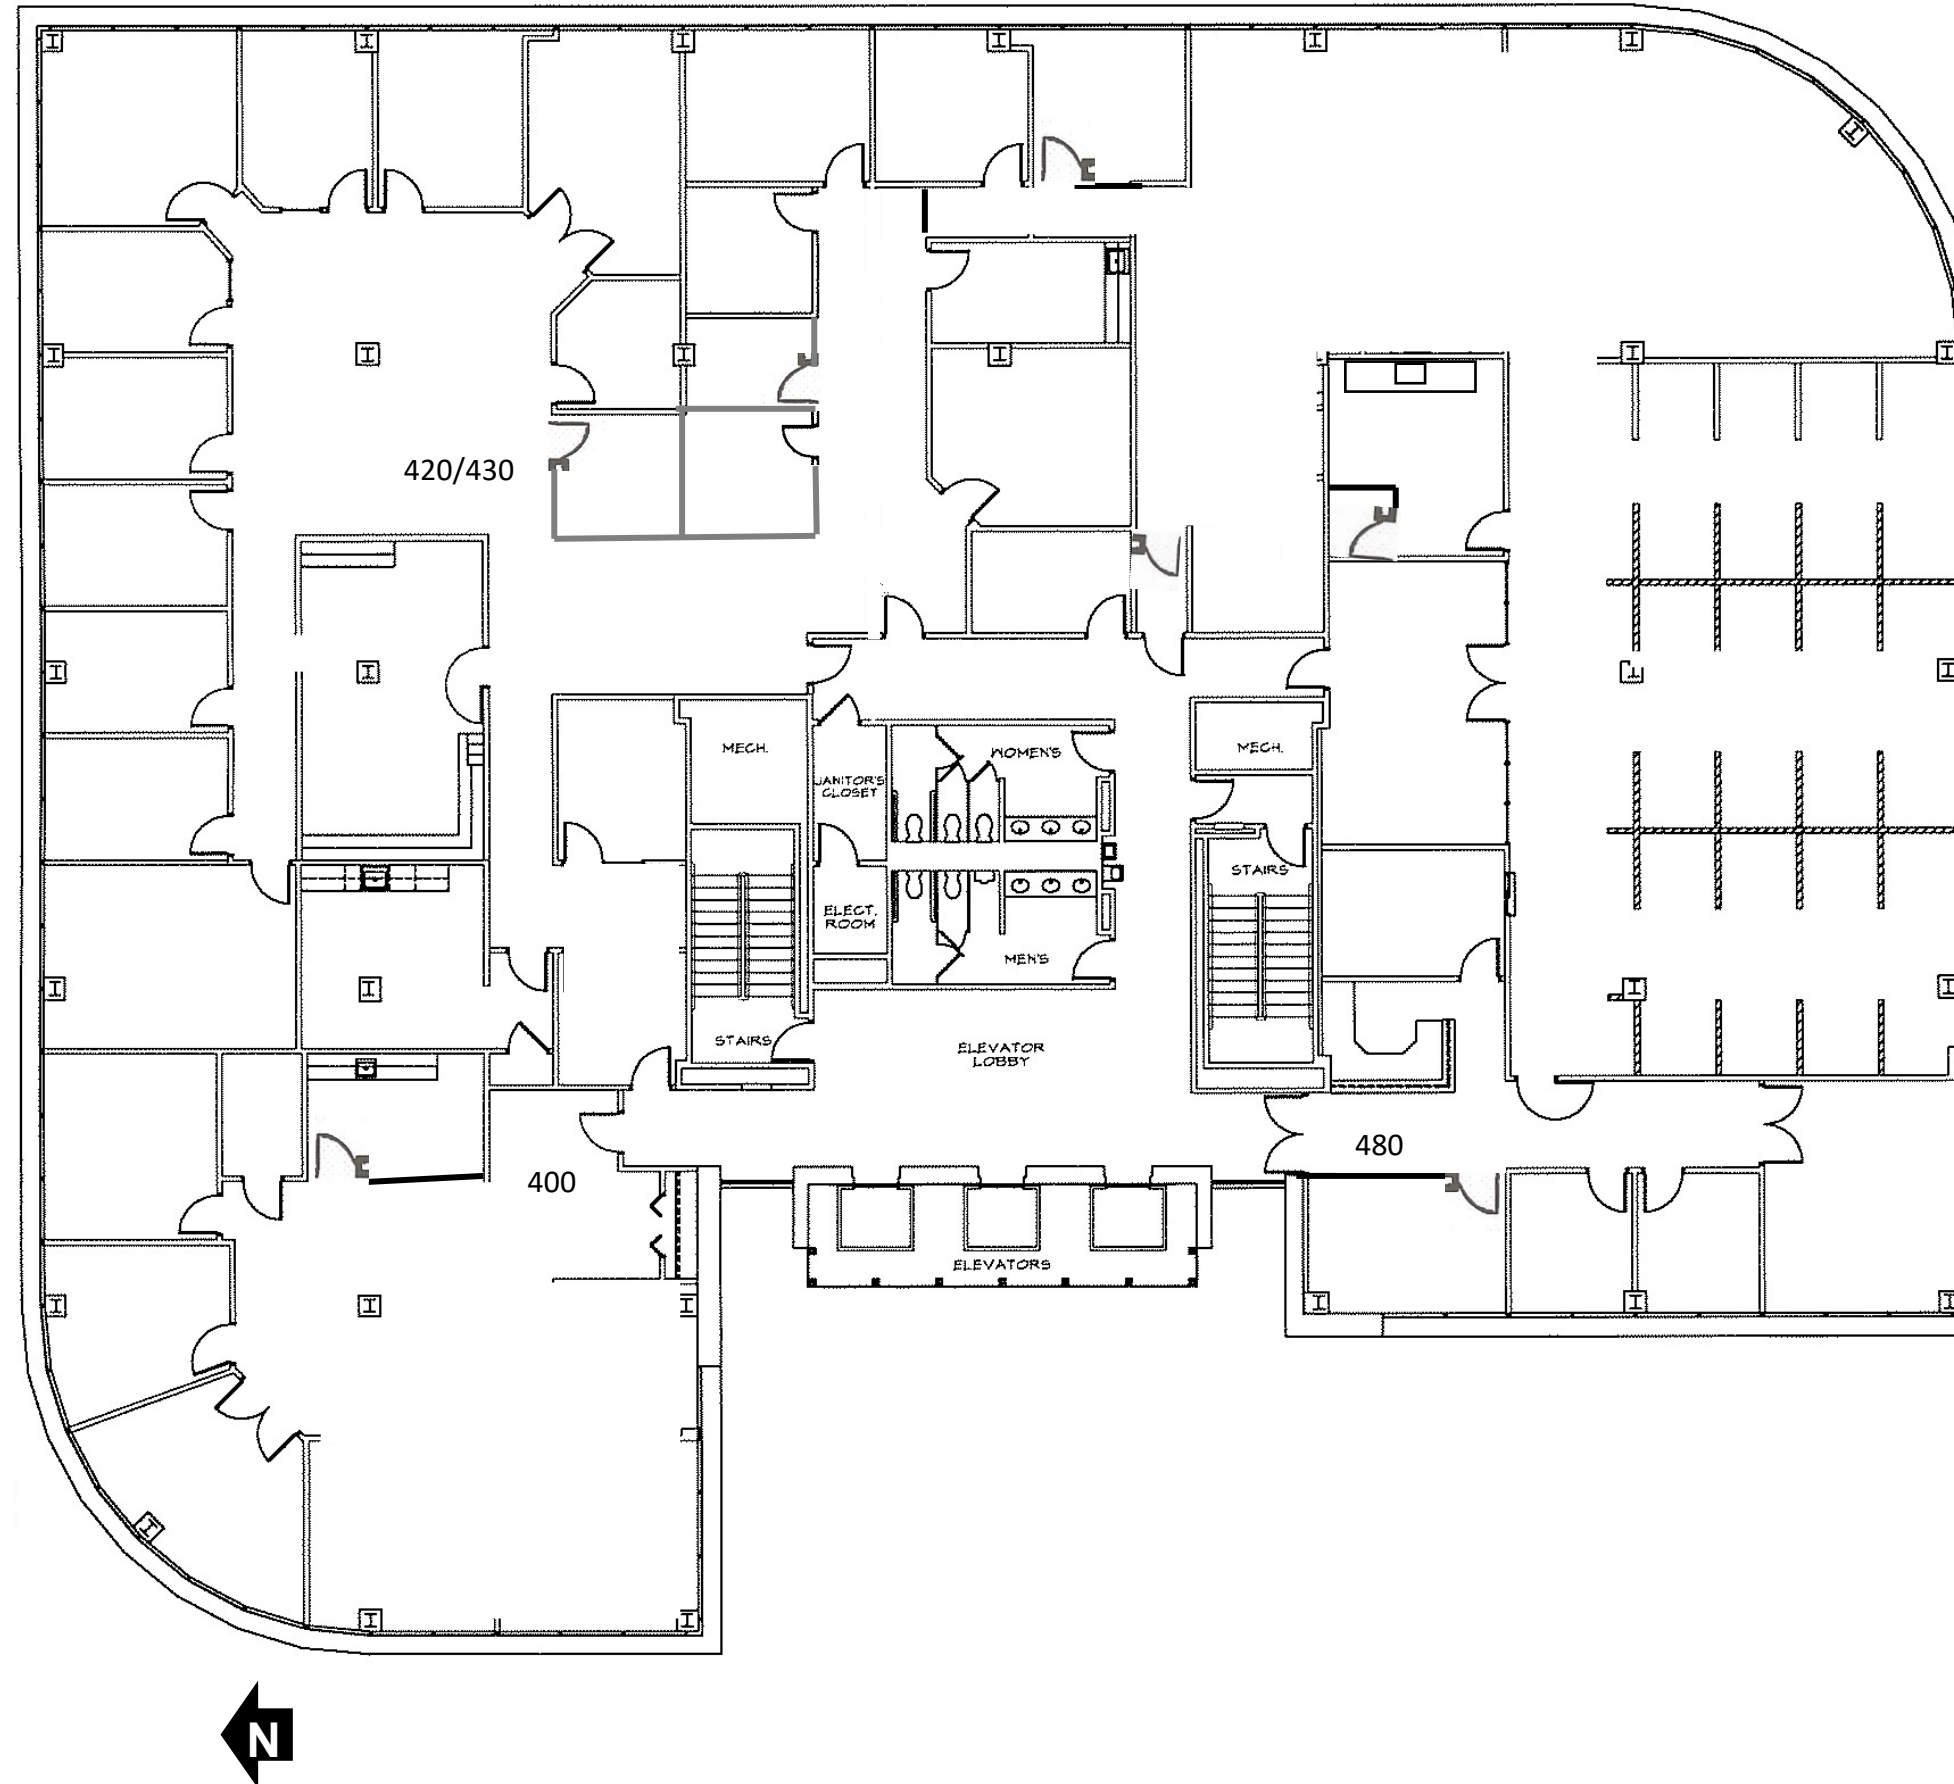 420/430
MECH.
WOMEN'S
MECH.
JANITOR'S
CLOSET
STAIRS
ELECT.
ROOM
MEN'S
STAIRS
ELEVATOR
LOBBY
480
400
ELEVATORS
N